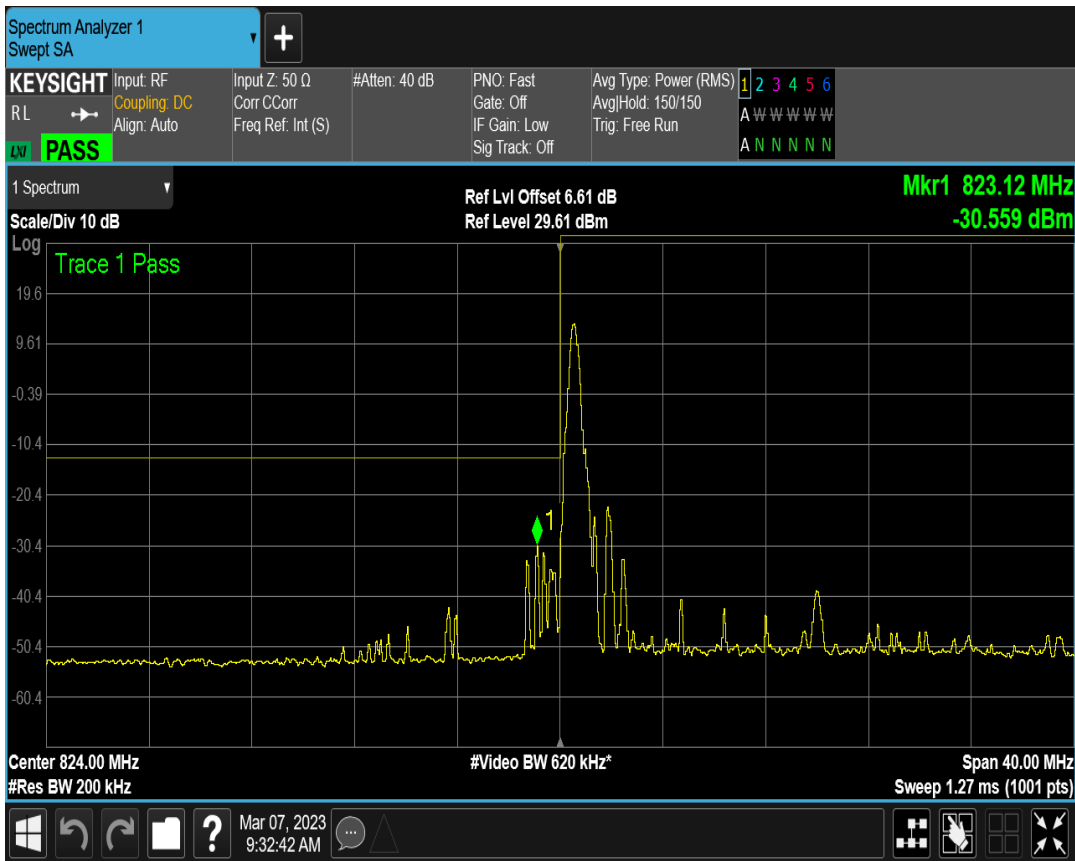 Spectrum Analyzer 1
Swept SA
KEYSIGHT
R L
LXI PASS
Input: RF
Coupling: DC
Align: Auto
Input Z: 50 Ω
Corr CCorr
Freq Ref: Int (S)
#Atten: 40 dB
PNO: Fast
Gate: Off
IF Gain: Low
Sig Track: Off
Avg Type: Power (RMS)
Avg|Hold: 150/150
Trig: Free Run
1 2 3 4 5 6
A W W W W W
A N N N N N
1 Spectrum
Scale/Div 10 dB
Ref Lvl Offset 6.61 dB
Ref Level 29.61 dBm
Mkr1 823.12 MHz
-30.559 dBm
Log
Trace 1 Pass
19.6
9.61
-0.39
-10.4
-20.4
1
-30.4
-40.4
-50.4
-60.4
Center 824.00 MHz
#Video BW 620 kHz*
Span 40.00 MHz
#Res BW 200 kHz
Sweep 1.27 ms (1001 pts)
?
Mar 07, 2023
9:32:42 AM